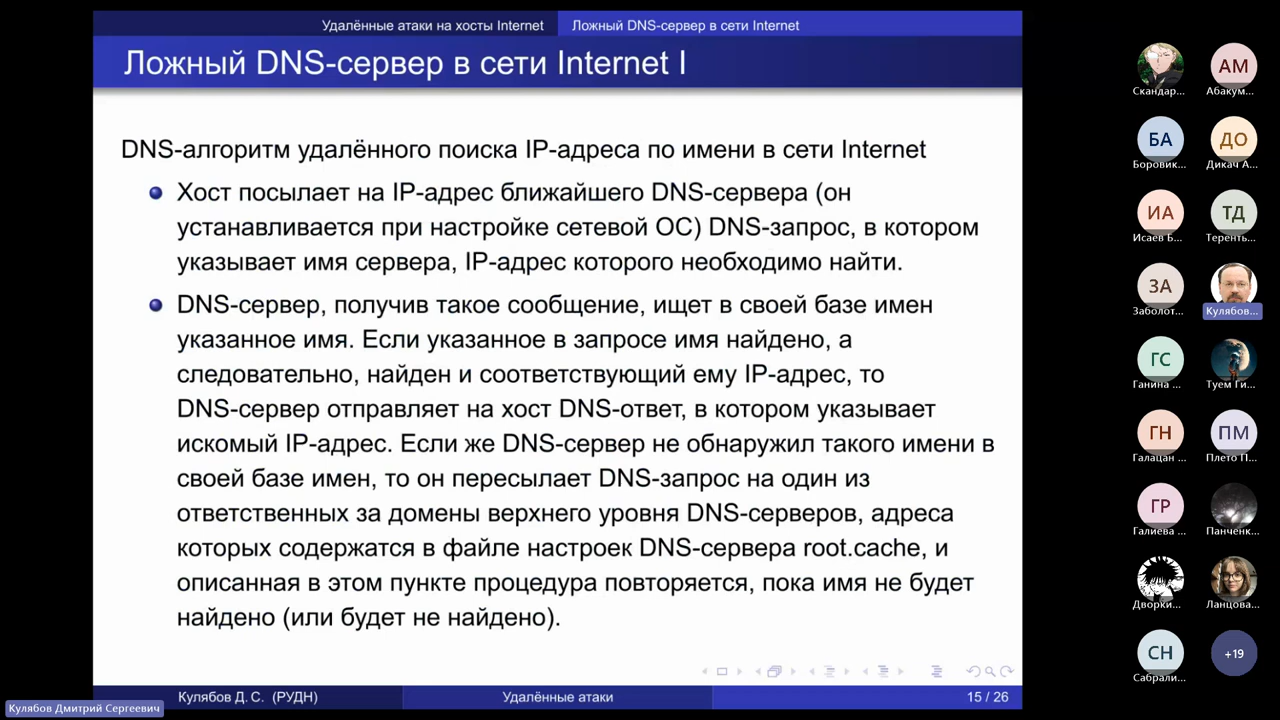 Удалённые атаки на хосты Internet
Ложный DNS-сервер в сети Internet
Ложный DNS-сервер в сети Internet I
DNS-алгоритм удалённого поиска IP-адреса по имени в сети Internet
Хост посылает на IP-адрес ближайшего DNS-сервера (он
устанавливается при настройке сетевой ОС) DNS-запрос, в котором
указывает имя сервера, IP-адрес которого необходимо найти.
DNS-сервер, получив такое сообщение, ищет в своей базе имен
указанное имя. Если указанное в запросе имя найдено, а
следовательно, найден и соответствующий ему IP-адрес, то
DNS-сервер отправляет на хост DNS-ответ, в котором указывает
искомый IP-адрес. Если же DNS-сервер не обнаружил такого имени в
своей базе имен, то он пересылает DNS-запрос на один из
ответственных за домены верхнего уровня DNS-серверов, адреса
которых содержатся в файле настроек DNS-сервера root.cache, и
описанная в этом пункте процедура повторяется, пока имя не будет
найдено (или будет не найдено).
Кулябов Д. С. (РУДН)
Удалённые атаки
15 / 26
Кулябов Дмитрий Сергеевич
Скандар...
АМ
Абакум...
БА
Боровик...
ДО
Дикач А...
ИА
Исаев Б...
ТД
Теренть...
ЗА
Заболот...
Кулябов...
ГС
Ганина ...
Туем Ги...
ГН
Галацан ...
ПМ
Плето П...
ГР
Галиева ...
Панченк...
Дворки...
Ланцова...
СН
Сабрали...
+19